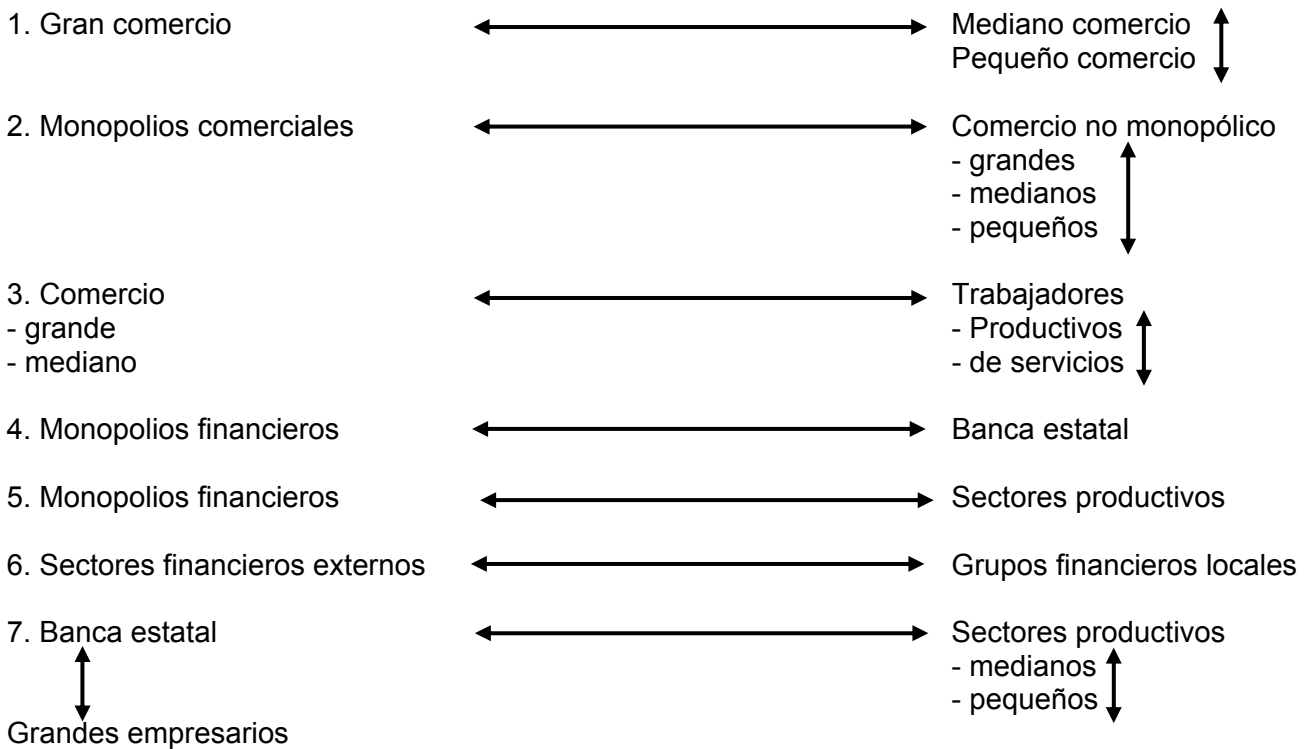 1. Gran comercio Mediano comercio
Pequeño comercio
2. Monopolios comerciales Comercio no monopólico
- grandes
- medianos
- pequeños
3. Comercio Trabajadores
- grande - Productivos
- mediano - de servicios
4. Monopolios financieros Banca estatal
5. Monopolios financieros Sectores productivos
6. Sectores financieros externos Grupos financieros locales
7. Banca estatal Sectores productivos
- medianos
- pequeños
Grandes empresarios